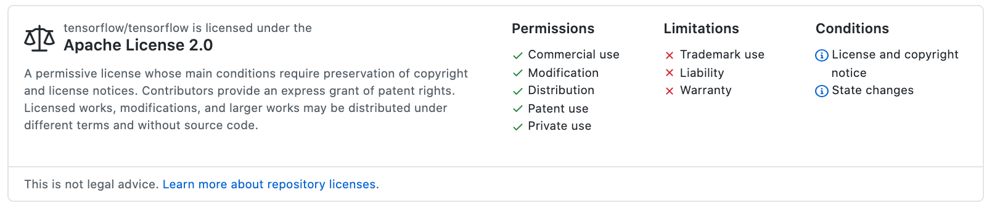 tensorflow/tensorflow is licensed under the
Apache License 2.0
A permissive license whose main conditions require preservation of copyright
and license notices. Contributors provide an express grant of patent rights.
Licensed works, modifications, and larger works may be distributed under
different terms and without source code.
Permissions
Commercial use
Modification
Distribution
Patent use
Private use
Limitations
Trademark use
Liability
Warranty
Conditions
License and copyright
notice
State changes
This is not legal advice. Learn more about repository licenses.